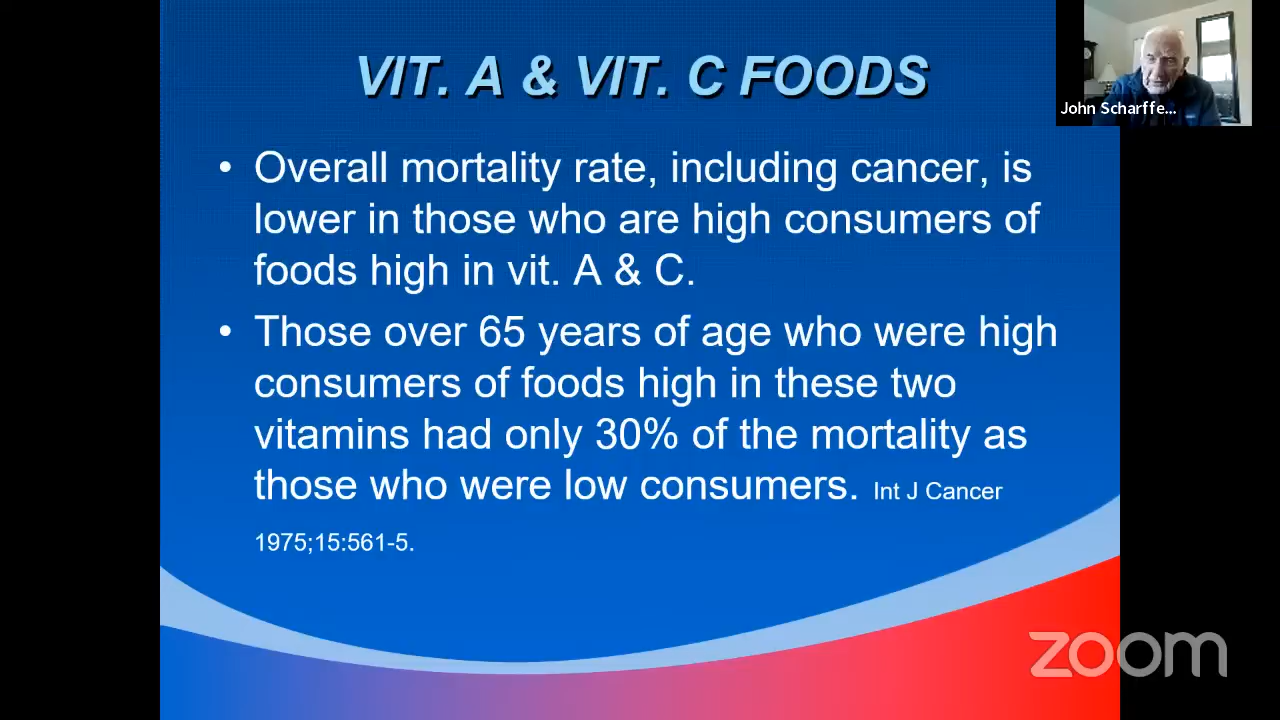 VIT. A & VIT. C FOODS
John Scharffe...
• Overall mortality rate, including cancer, is
lower in those who are high consumers of
foods high in vit. A & C.
• Those over 65 years of age who were high
consumers of foods high in these two
vitamins had only 30% of the mortality as
those who were low consumers. Int J Cancer
1975;15:561-5.
zoom